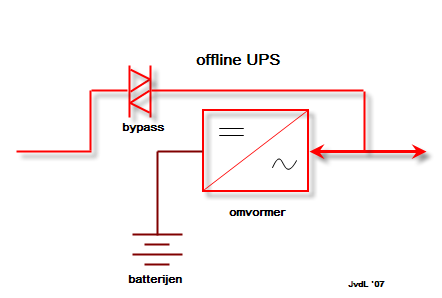 offline UPS
bypass
omvormer
batterijen
JvdL '07